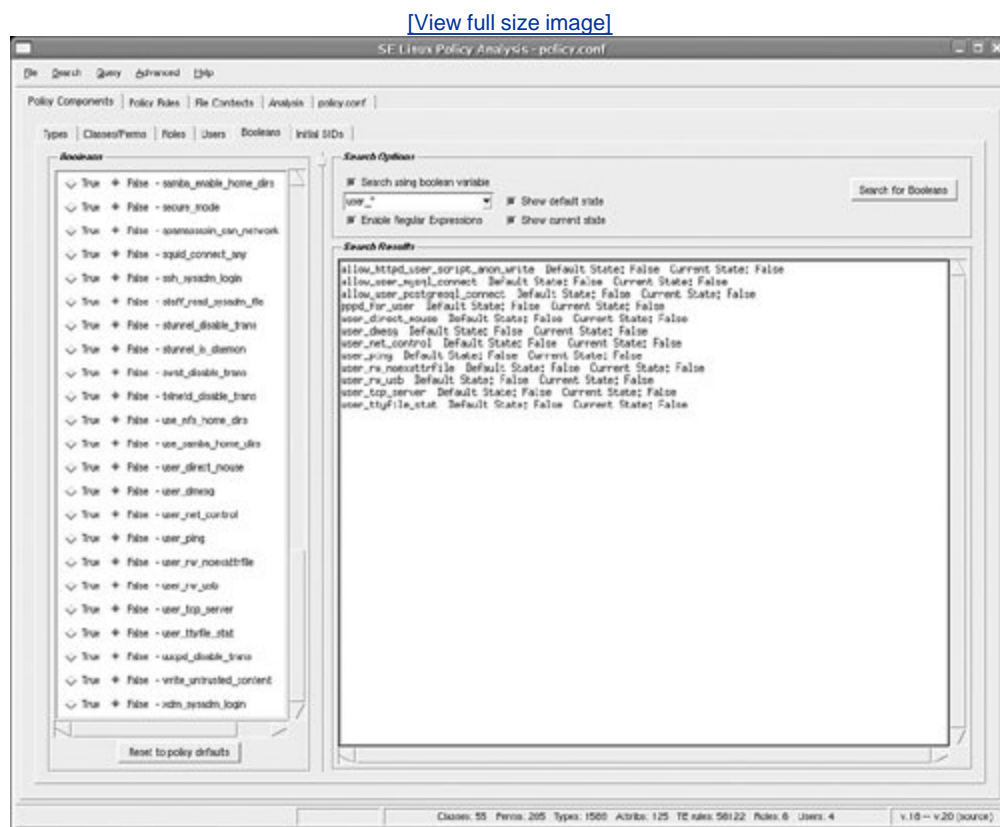 [View full size image]
SE Linux Policy Analysis - policy.conf
File Search Query Advanced Help
Policy Components Policy Rules File Contexts Analysis policy.conf
Types Classes/Perms Roles Users Booleans Initial SIDs
Booleans
True False - samba_enable_home_dirs
True False - secure_mode
True False - spamassassin_can_network
True False - squid_connect_any
True False - ssh_sysadm_login
True False - staff_read_sysadm_file
True False - stunnel_disable_trans
True False - stunnel_is_daemon
True False - swat_disable_trans
True False - telnetd_disable_trans
True False - use_nfs_home_dirs
True False - use_samba_home_dirs
True False - user_direct_mouse
True False - user_dmesg
True False - user_net_control
True False - user_ping
True False - user_rw_noexattrfile
True False - user_rw_usb
True False - user_tcp_server
True False - user_ttyfile_stat
True False - uucpd_disable_trans
True False - write_untrusted_content
True False - xdm_sysadm_login
Reset to policy defaults
Search Options
Search using boolean variable
user_* Show default state
Enable Regular Expressions Show current state
Search for Booleans
Search Results
allow_httpd_user_script_anon_write Default State: False Current State: False
allow_user_mysql_connect Default State: False Current State: False
allow_user_postgresql_connect Default State: False Current State: False
pppd_for_user Default State: False Current State: False
user_direct_mouse Default State: False Current State: False
user_dmesg Default State: False Current State: False
user_net_control Default State: False Current State: False
user_ping Default State: False Current State: False
user_rw_noexattrfile Default State: False Current State: False
user_rw_usb Default State: False Current State: False
user_tcp_server Default State: False Current State: False
user_ttyfile_stat Default State: False Current State: False
Classes: 55 Perms: 205 Types: 1580 Attribs: 125 TE rules: 56122 Roles: 6 Users: 4
v.18 -- v.20 (source)